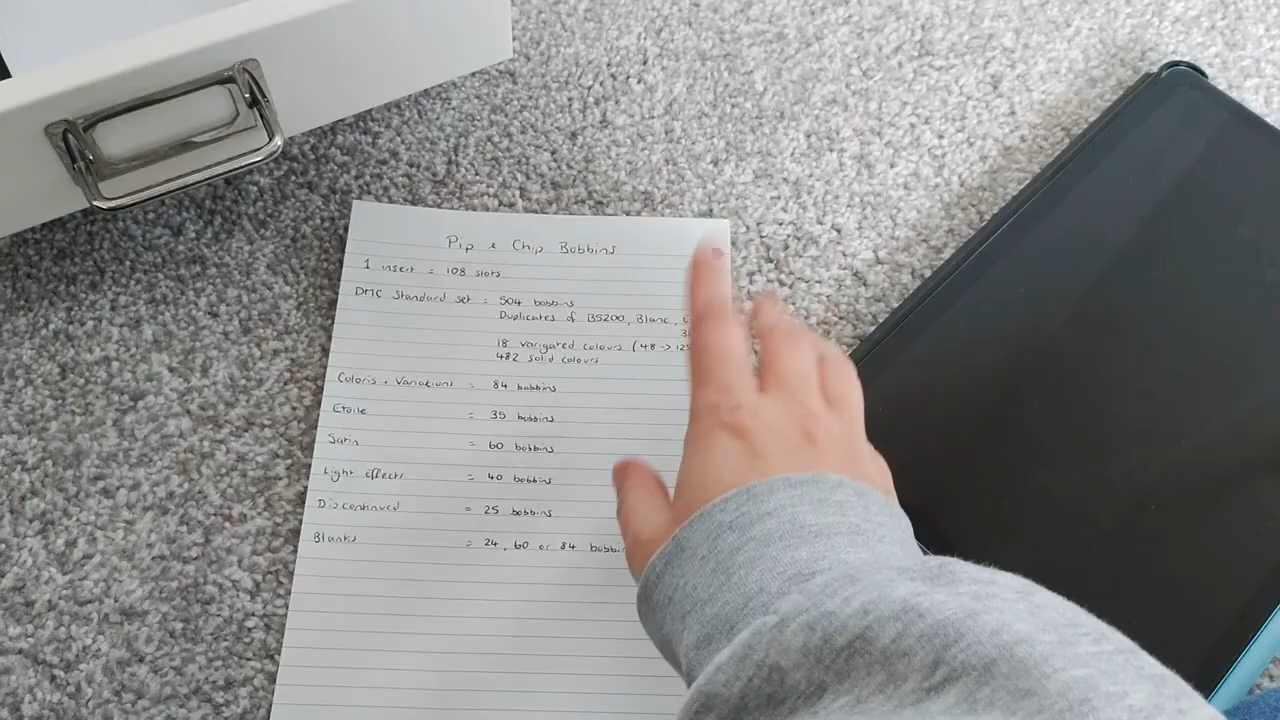 Pip & Chip Bobbins
1 insert = 108 slots
DMC Standard set = 504 bobbins
Duplicates of B5200, Blanc, E
18 varigated colours (48 -> 125
482 solid colours
Coloris + Variations = 84 bobbins
Etoile = 35 bobbins
Satin = 60 bobbins
Light Effects = 40 bobbins
Discontinued = 25 bobbins
Blanks = 24, 60 or 84